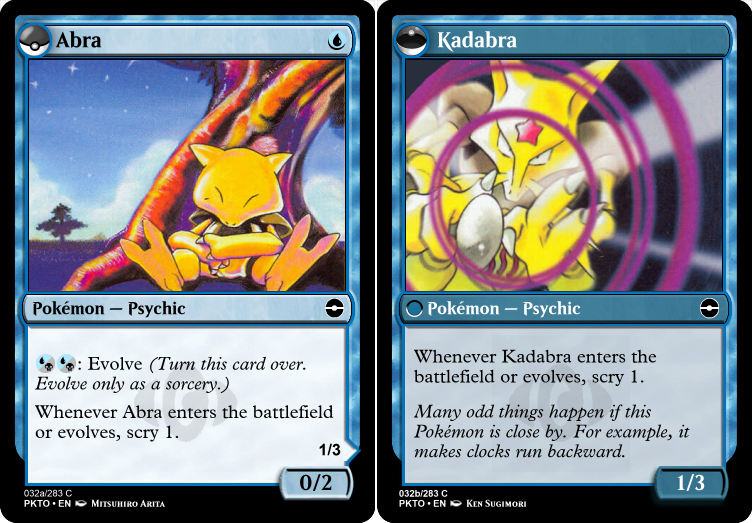 Abra
Pokémon — Psychic
: Evolve (Turn this card over.
Evolve only as a sorcery.)
Whenever Abra enters the battlefield
or evolves, scry 1.
1/3
0/2
032a/283 C
PKTO • EN Mitsuhiro Arita
Kadabra
Pokémon — Psychic
Whenever Kadabra enters the
battlefield or evolves, scry 1.
Many odd things happen if this
Pokémon is close by. For example, it
makes clocks run backward.
1/3
032b/283 C
PKTO • EN Ken Sugimori